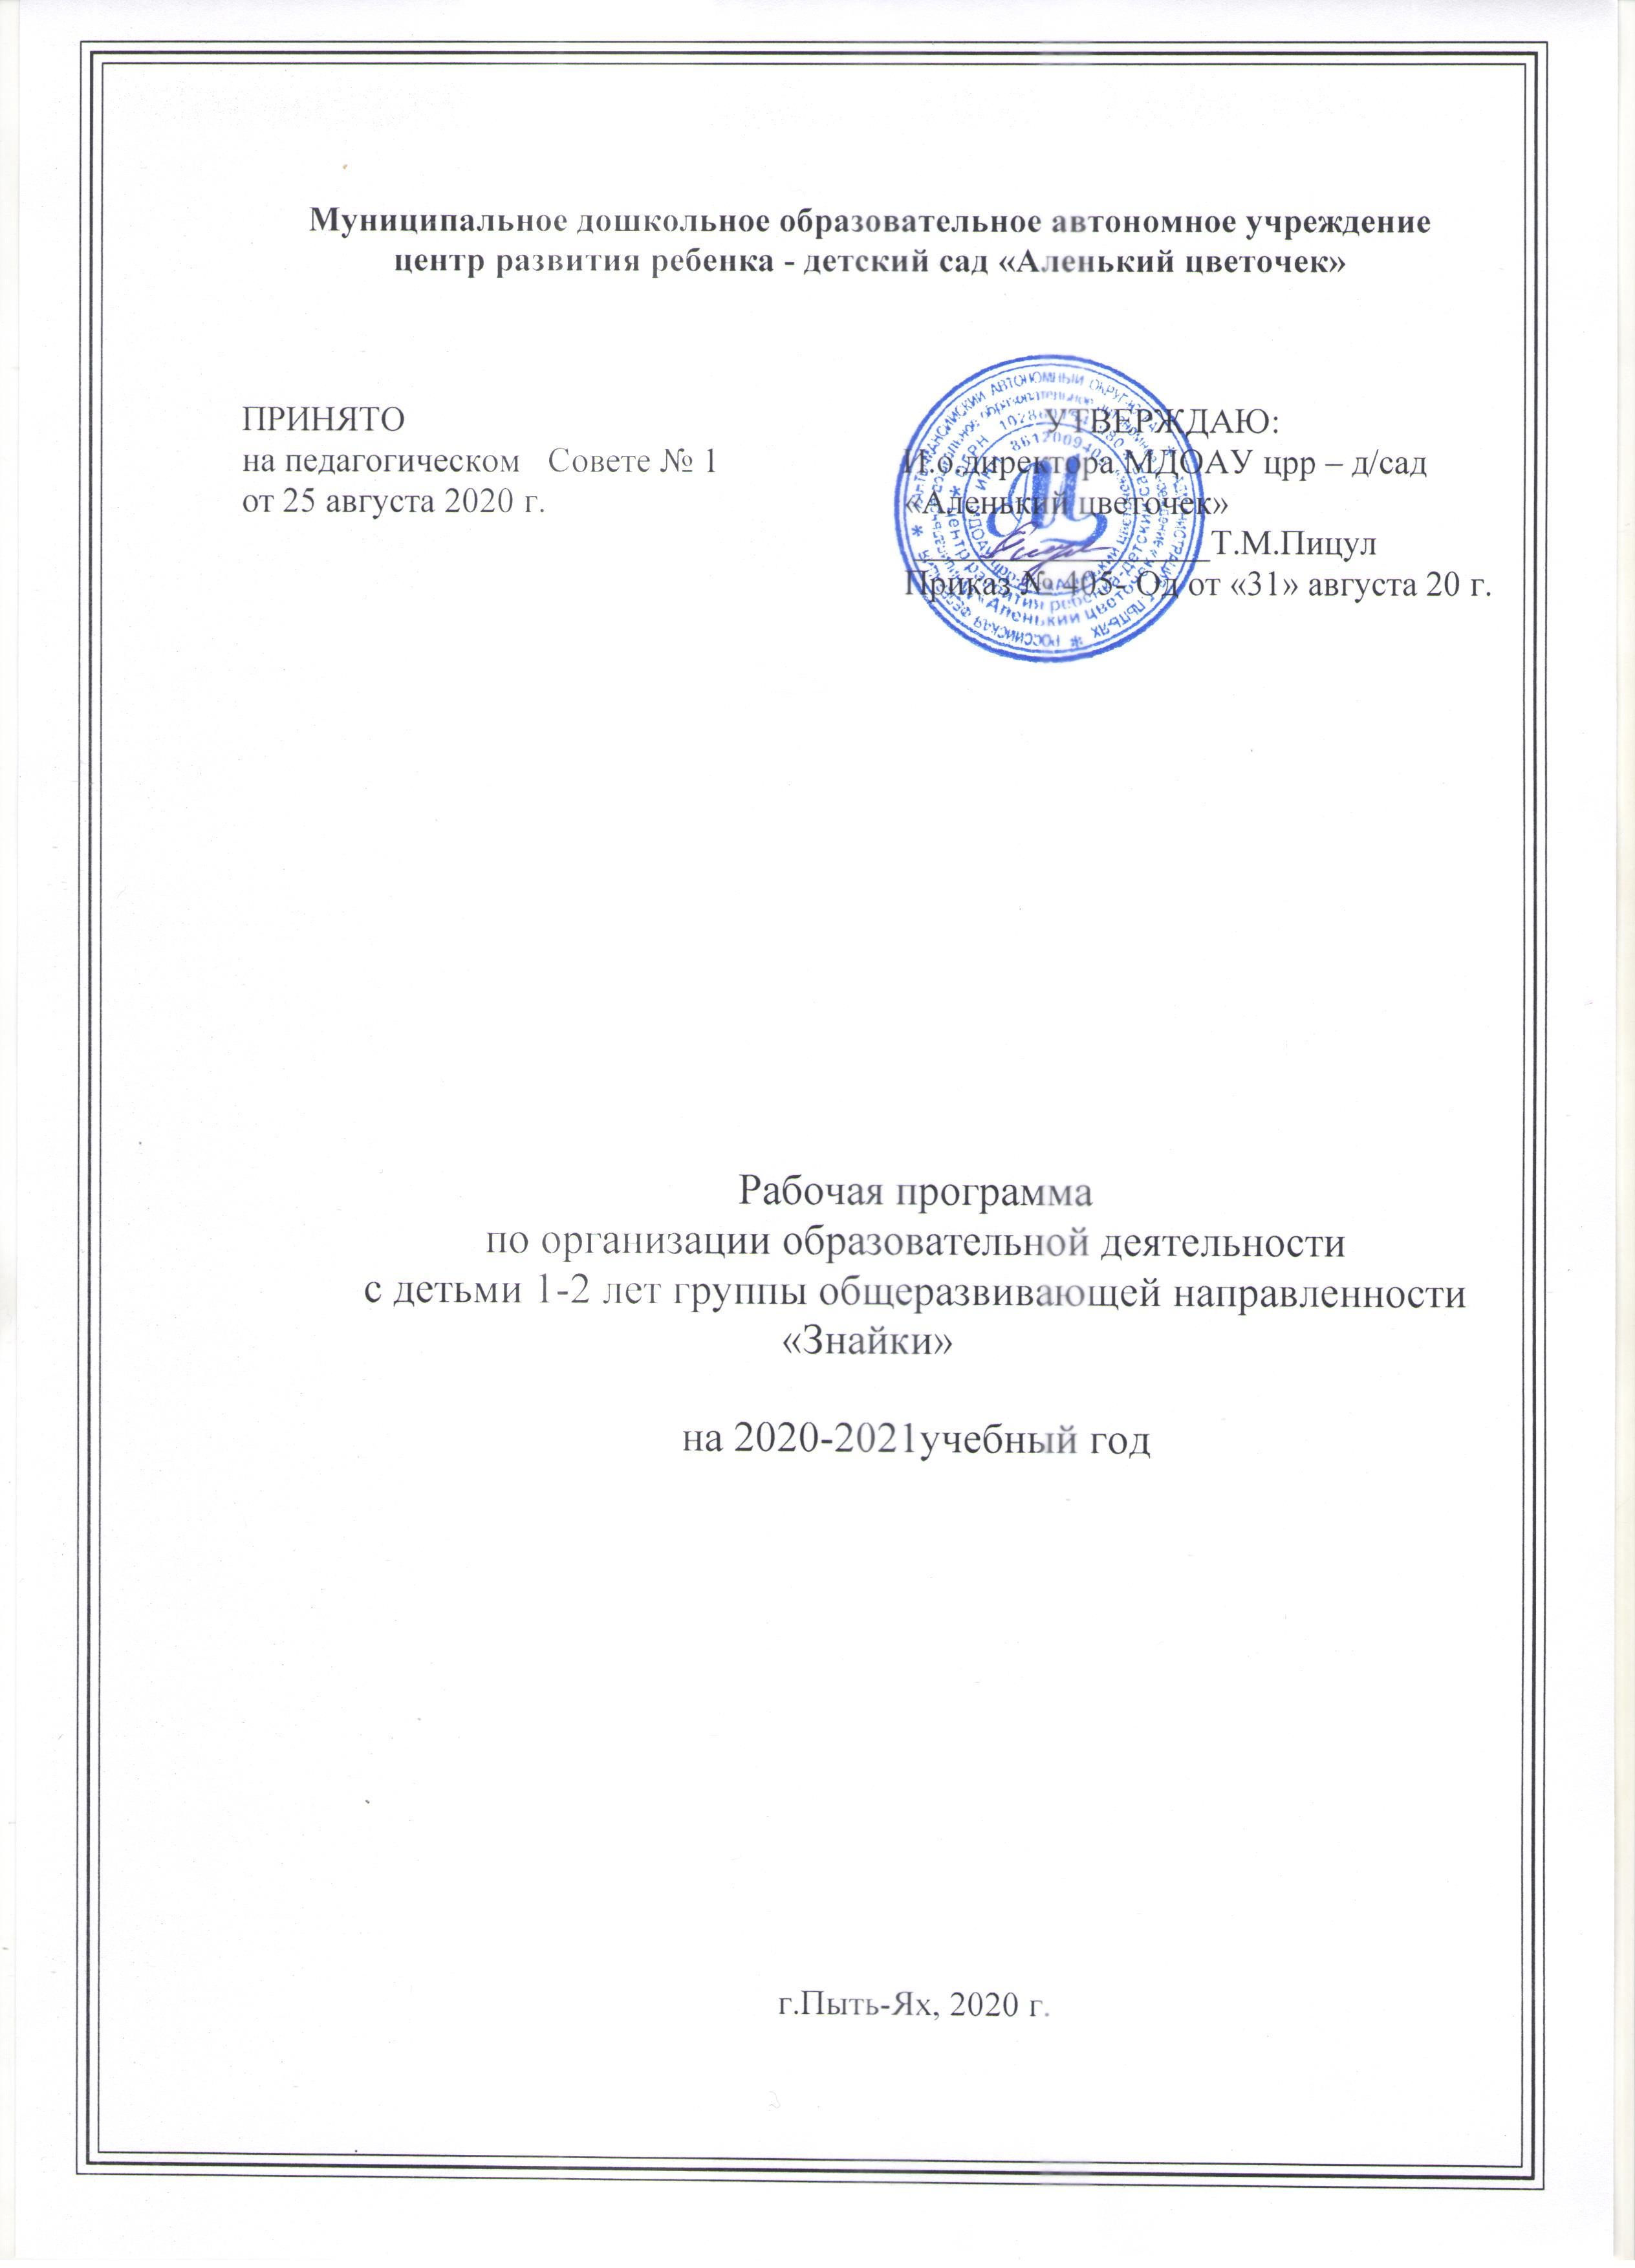 Муниципальное дошкольное образовательное автономное учреждение
центр развития ребенка - детский сад «Аленький цветочек»
ПРИНЯТО
на педагогическом Совете № 1
от 25 августа 2020 г.
УТВЕРЖДАЮ:
И.о.директора МДОАУ црр – д/сад
«Аленький цветочек»
Т.М.Пицул
Приказ № 405- Од от «31» августа 20 г.
Рабочая программа
по организации образовательной деятельности
с детьми 1-2 лет группы общеразвивающей направленности
«Знайки»
на 2020-2021учебный год
г.Пыть-Ях, 2020 г.